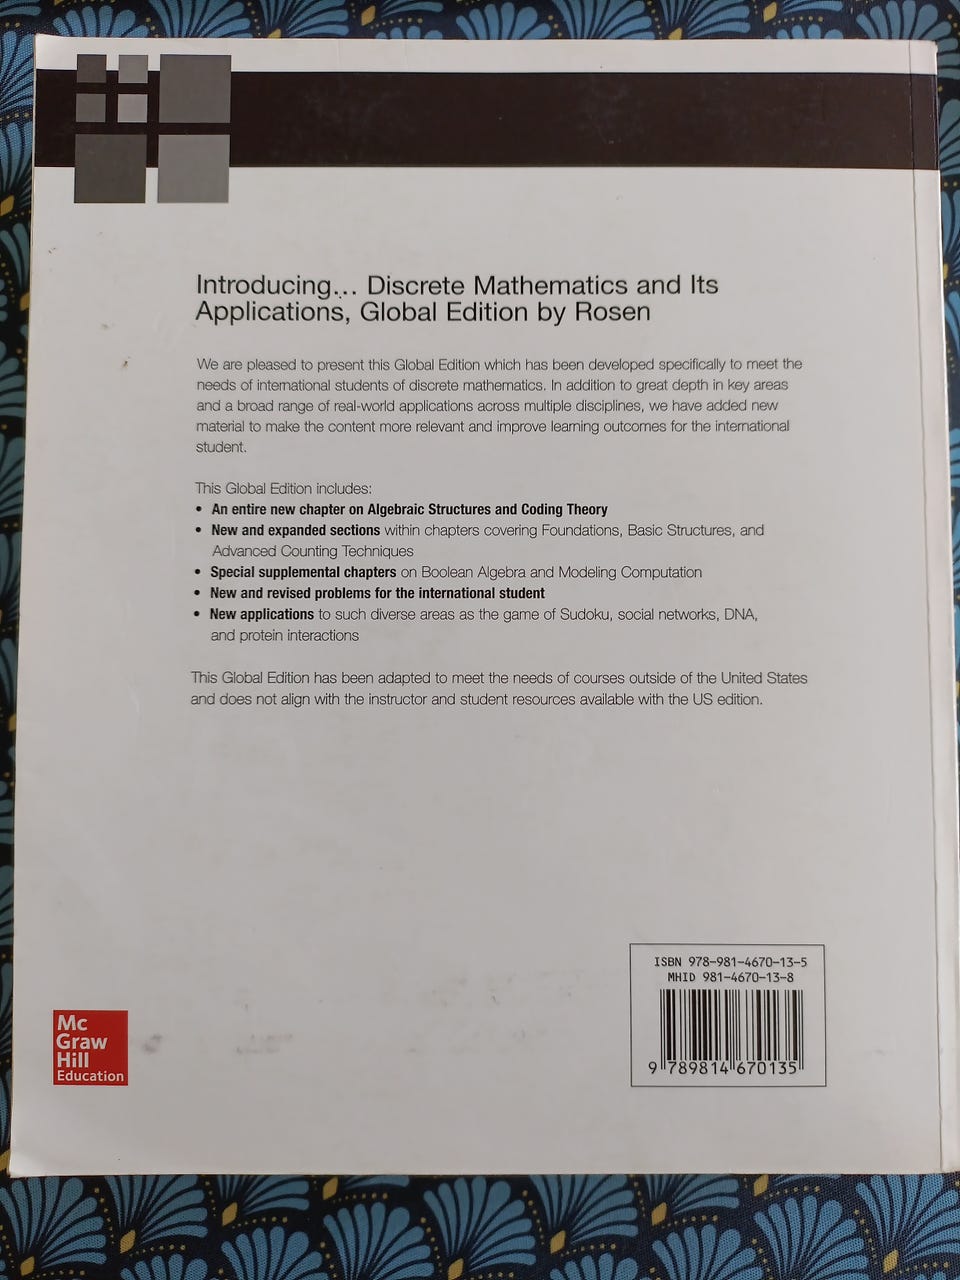 Introducing... Discrete Mathematics and Its
Applications, Global Edition by Rosen
We are pleased to present this Global Edition which has been developed specifically to meet the
needs of international students of discrete mathematics. In addition to great depth in key areas
and a broad range of real-world applications across multiple disciplines, we have added new
material to make the content more relevant and improve learning outcomes for the international
student.
This Global Edition includes:
• An entire new chapter on Algebraic Structures and Coding Theory
• New and expanded sections within chapters covering Foundations, Basic Structures, and
Advanced Counting Techniques
• Special supplemental chapters on Boolean Algebra and Modeling Computation
• New and revised problems for the international student
• New applications to such diverse areas as the game of Sudoku, social networks, DNA,
and protein interactions
This Global Edition has been adapted to meet the needs of courses outside of the United States
and does not align with the instructor and student resources available with the US edition.
ISBN 978-981-4670-13-5
MHID 981-4670-13-8
9 789814 670135
Mc
Graw
Hill
Education